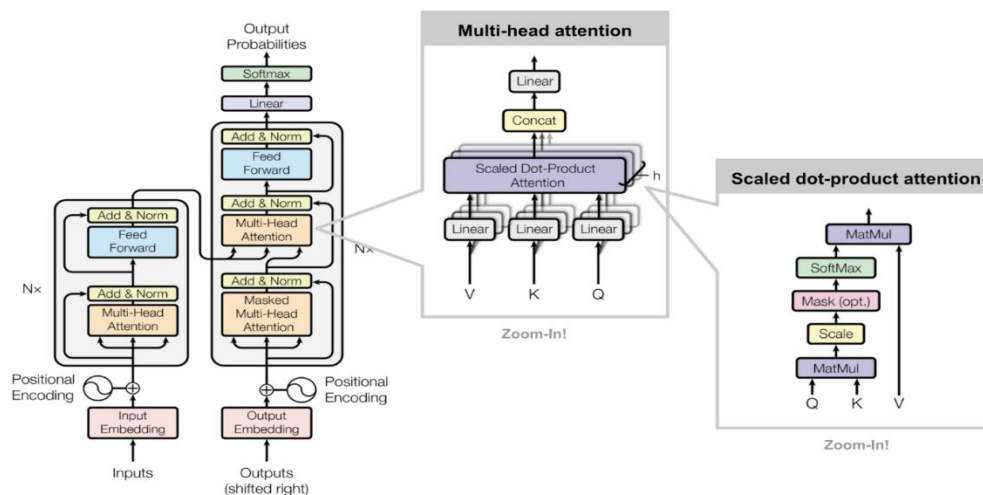 Output
Probabilities
Softmax
Linear
Add & Norm
Feed
Forward
Add & Norm
Multi-Head
Attention
Nx
Add & Norm
Masked
Multi-Head
Attention
Positional
Encoding
Output
Embedding
Outputs
(shifted right)
Add & Norm
Feed
Forward
Nx
Add & Norm
Multi-Head
Attention
Positional
Encoding
Input
Embedding
Inputs
Multi-head attention
Linear
Concat
Scaled Dot-Product
Attention
h
Linear
Linear
Linear
V
K
Q
Zoom-In!
Scaled dot-product attention
MatMul
SoftMax
Mask (opt.)
Scale
MatMul
Q
K
V
Zoom-In!